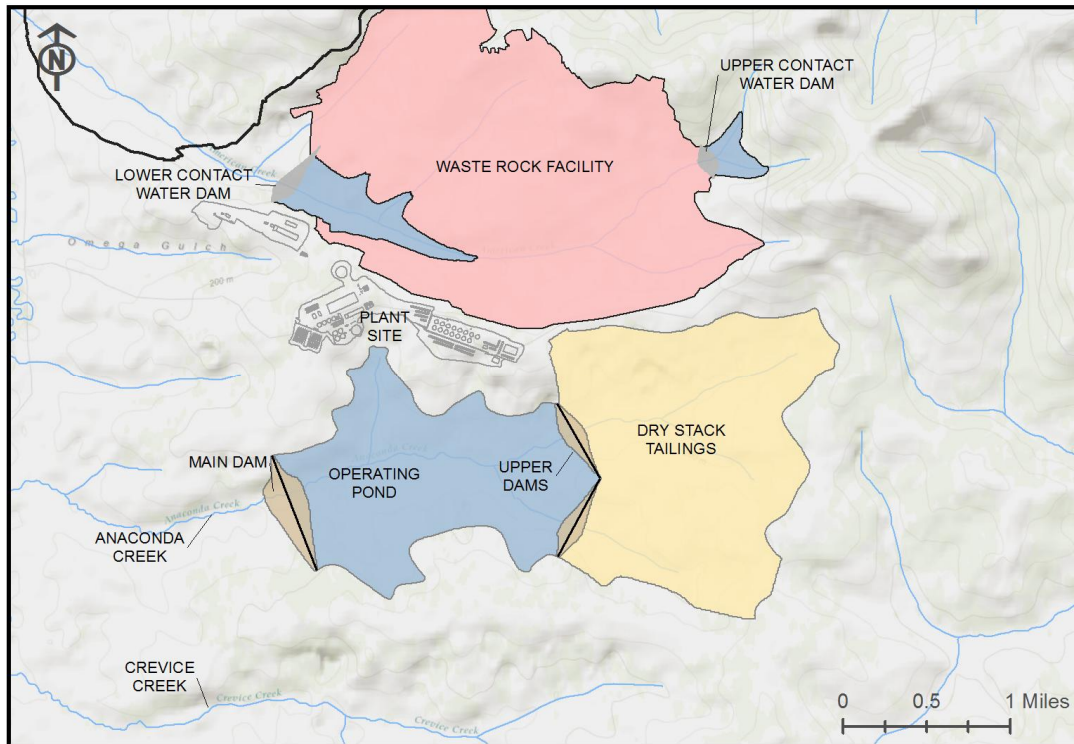 N
UPPER CONTACT
WATER DAM
American Creek
WASTE ROCK FACILITY
LOWER CONTACT
WATER DAM
Omega Gulch
200 m
PLANT
SITE
DRY STACK
TAILINGS
MAIN DAM
OPERATING
POND
UPPER
DAMS
Anaconda Creek
ANACONDA
CREEK
CREVICE
CREEK
Crevice Creek
Crevice Creek
0 0.5 1 Miles